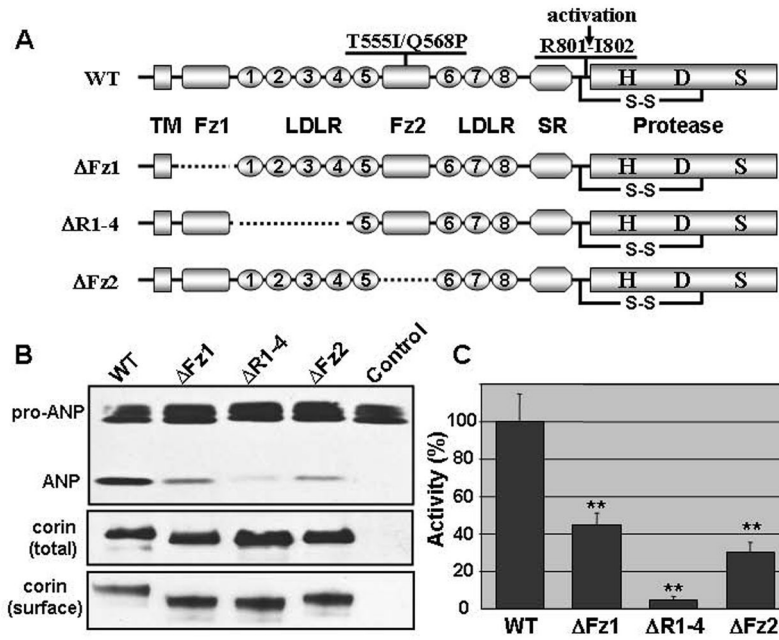 A
activation
T555I/Q568P
R801-I802
WT
1 2 3 4 5 6 7 8 H D S
S-S
TM Fz1 LDLR Fz2 LDLR SR Protease
ΔFz1
1 2 3 4 5 6 7 8 H D S
S-S
ΔR1-4
5 6 7 8 H D S
S-S
ΔFz2
1 2 3 4 5 6 7 8 H D S
S-S
B
WT ΔFz1 ΔR1-4 ΔFz2 Control
pro-ANP
ANP
corin
(total)
corin
(surface)
C
Activity (%)
100
80
60
40
20
0
**
**
**
WT ΔFz1 ΔR1-4 ΔFz2